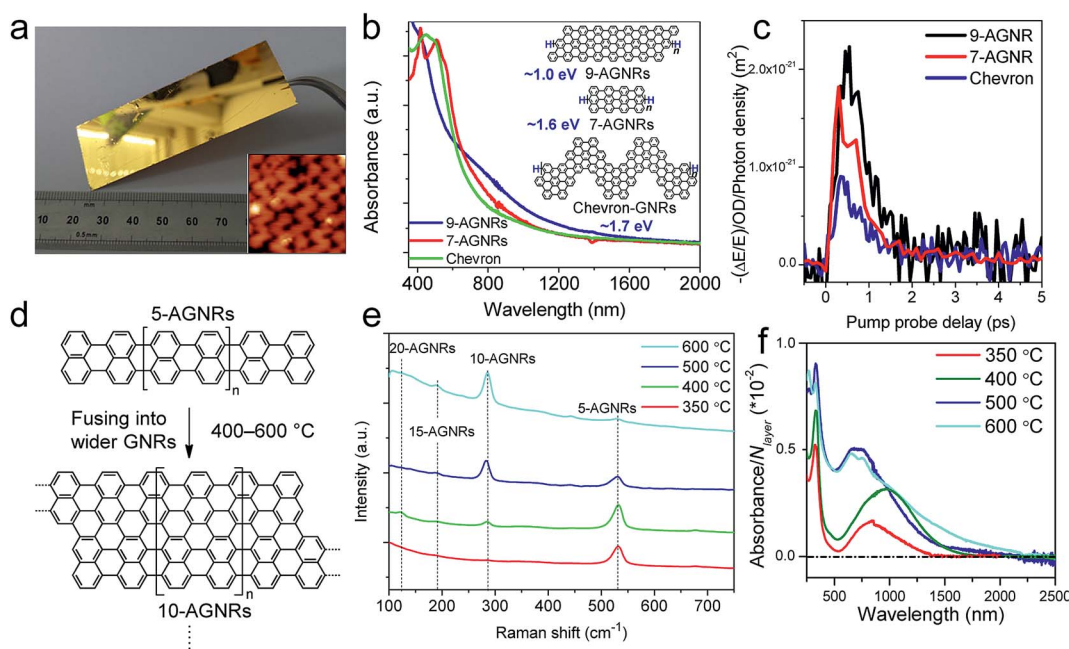 a
mm
10
20
30
40
50
60
70
0.5mm
b
Absorbance (a.u.)
H
H
n
~1.0 eV
9-AGNRs
H
H
n
~1.6 eV
7-AGNRs
H
H
n
Chevron-GNRs
~1.7 eV
9-AGNRs
7-AGNRs
Chevron
400 600 800 1000 1200 1400 1600 1800 2000
Wavelength (nm)
c
-(ΔE/E)/OD/Photon density (m²)
2.0x10⁻²¹
1.0x10⁻²¹
0.0
9-AGNR
7-AGNR
Chevron
0 1 2 3 4 5
Pump probe delay (ps)
d
5-AGNRs
n
Fusing into
wider GNRs
400–600 °C
n
10-AGNRs
e
Intensity (a.u.)
20-AGNRs
10-AGNRs
15-AGNRs
5-AGNRs
600 °C
500 °C
400 °C
350 °C
100 200 300 400 500 600 700
Raman shift (cm⁻¹)
f
Absorbance/N_layer (*10⁻²)
1.0
0.5
0.0
350 °C
400 °C
500 °C
600 °C
500 1000 1500 2000 2500
Wavelength (nm)